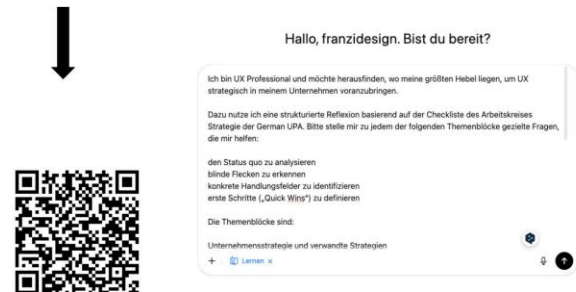 Hallo, franzidesign. Bist du bereit?
Ich bin UX Professional und möchte herausfinden, wo meine größten Hebel liegen, um UX
strategisch in meinem Unternehmen voranzubringen.
Dazu nutze ich eine strukturierte Reflexion basierend auf der Checkliste des Arbeitskreises
Strategie der German UPA. Bitte stelle mir zu jedem der folgenden Themenblöcke gezielte Fragen,
die mir helfen:
den Status quo zu analysieren
blinde Flecken zu erkennen
konkrete Handlungsfelder zu identifizieren
erste Schritte („Quick Wins“) zu definieren
Die Themenblöcke sind:
Unternehmensstrategie und verwandte Strategien
+ Lernen ×